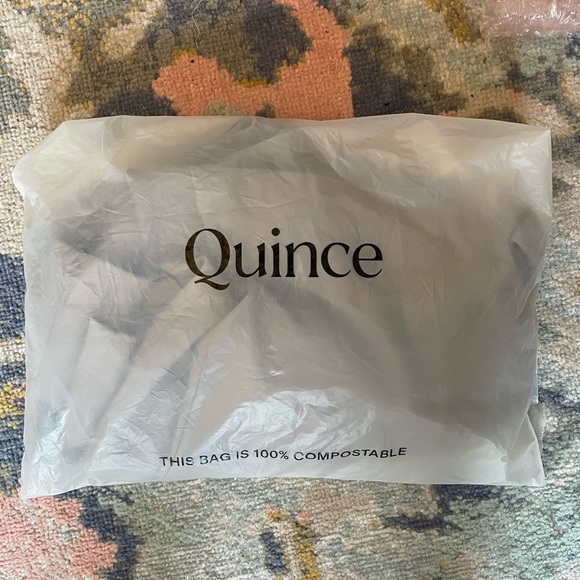 Quince
THIS BAG IS 100% COMPOSTABLE